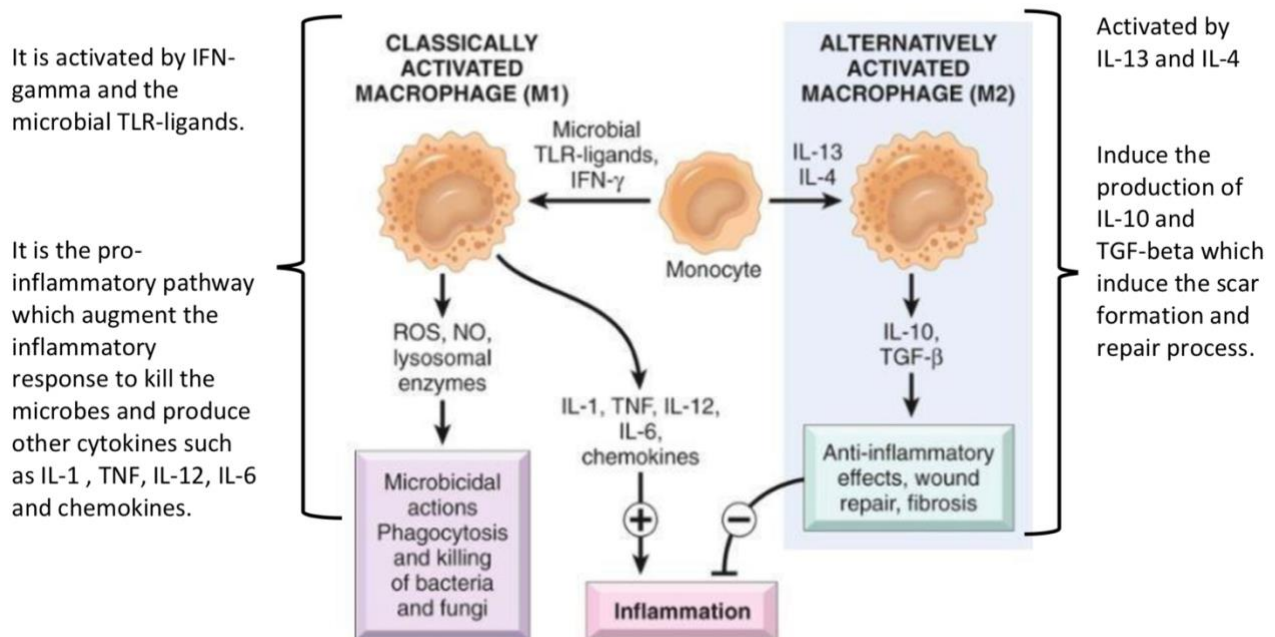 It is activated by IFN-
gamma and the
microbial TLR-ligands.
It is the pro-
inflammatory pathway
which augment the
inflammatory
response to kill the
microbes and produce
other cytokines such
as IL-1 , TNF, IL-12, IL-6
and chemokines.
CLASSICALLY
ACTIVATED
MACROPHAGE (M1)
Microbial
TLR-ligands,
IFN-γ
Monocyte
IL-13
IL-4
ALTERNATIVELY
ACTIVATED
MACROPHAGE (M2)
ROS, NO,
lysosomal
enzymes
Microbicidal
actions
Phagocytosis
and killing
of bacteria
and fungi
IL-1, TNF, IL-12,
IL-6,
chemokines
+
Inflammation
IL-10,
TGF-β
Anti-inflammatory
effects, wound
repair, fibrosis
−
Activated by
IL-13 and IL-4
Induce the
production of
IL-10 and
TGF-beta which
induce the scar
formation and
repair process.